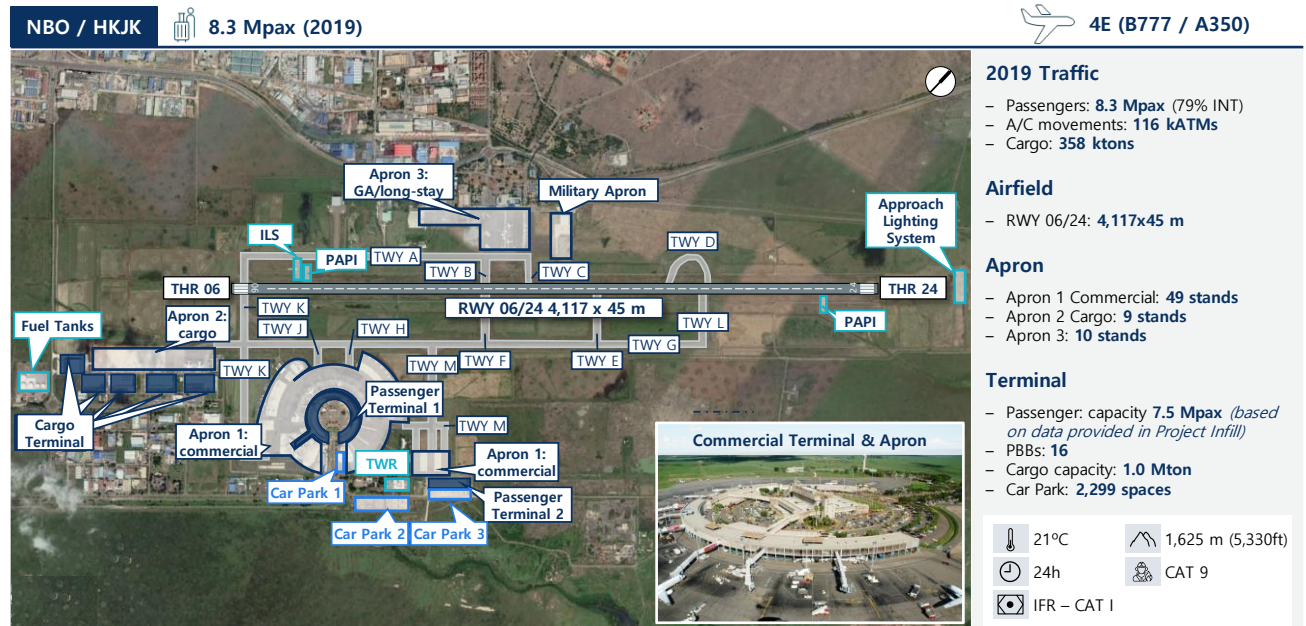 NBO / HKJK
8.3 Mpax (2019)
4E (B777 / A350)
Apron 3:
GA/long-stay
Military Apron
Approach
Lighting
System
ILS
PAPI
TWY A
TWY B
TWY C
TWY D
THR 06
06
24
THR 24
RWY 06/24 4,117 x 45 m
PAPI
TWY K
Apron 2:
cargo
TWY J
TWY H
TWY L
TWY G
Fuel Tanks
TWY K
TWY M
TWY F
TWY E
Passenger
Terminal 1
Cargo
Terminal
Apron 1:
commercial
TWY M
TWR
Apron 1:
commercial
Car Park 1
Passenger
Terminal 2
Car Park 2
Car Park 3
Commercial Terminal & Apron
2019 Traffic
– Passengers: 8.3 Mpax (79% INT)
– A/C movements: 116 kATMs
– Cargo: 358 ktons
Airfield
– RWY 06/24: 4,117x45 m
Apron
– Apron 1 Commercial: 49 stands
– Apron 2 Cargo: 9 stands
– Apron 3: 10 stands
Terminal
– Passenger: capacity 7.5 Mpax (based
on data provided in Project Infill)
– PBBs: 16
– Cargo capacity: 1.0 Mton
– Car Park: 2,299 spaces
21ºC
1,625 m (5,330ft)
24h
CAT 9
IFR – CAT I